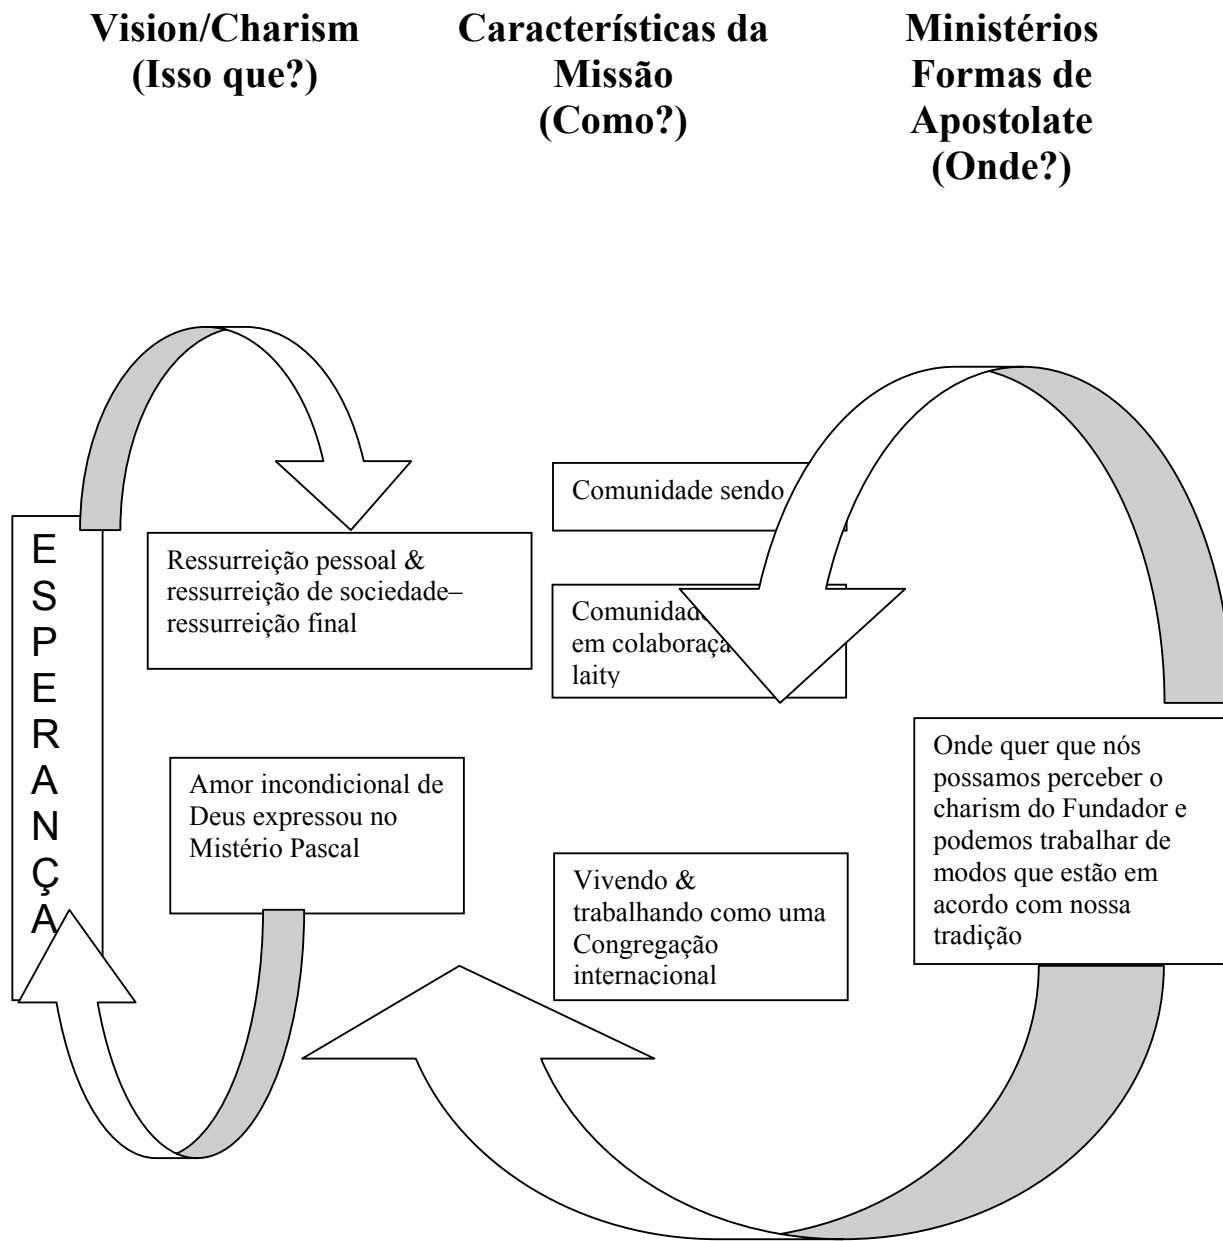 Vision/Charism
(Isso que?)
Características da
Missão
(Como?)
Ministérios
Formas de
Apostolate
(Onde?)
E
S
P
E
R
A
N
Ç
A
Ressurreição pessoal &
ressurreição de sociedade–
ressurreição final
Amor incondicional de
Deus expressou no
Mistério Pascal
Comunidade sendo
em colaboraçã
laity
Vivendo &
trabalhando como uma
Congregação
internacional
Onde quer que nós
possamos perceber o
charism do Fundador e
podemos trabalhar de
modos que estão em
acordo com nossa
tradição